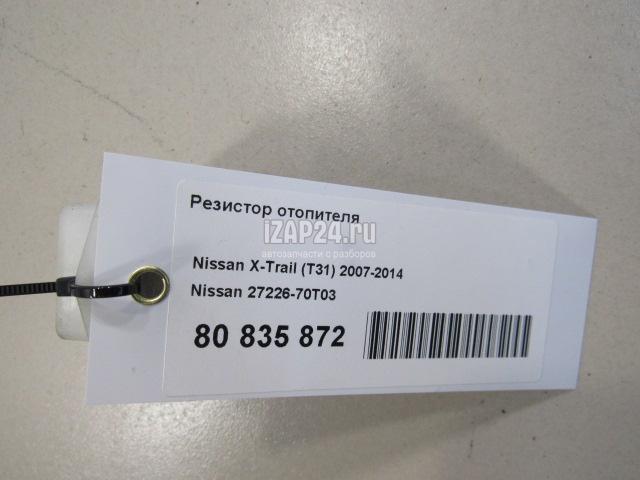 Резистор отопителя
iZAP24.ru
автозапчасти с разборов
Nissan X-Trail (T31) 2007-2014
Nissan 27226-70T03
80 835 872